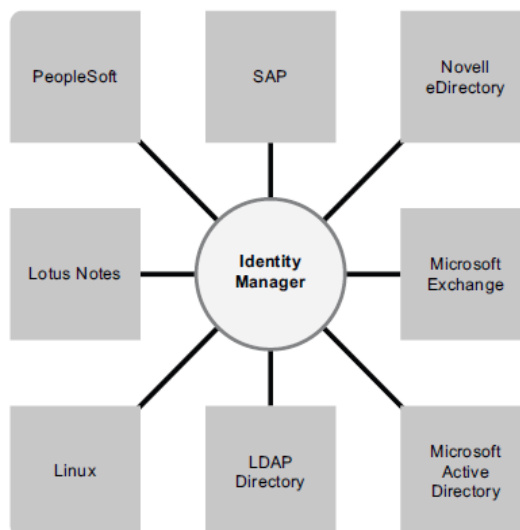 PeopleSoft
SAP
Novell
eDirectory
Lotus Notes
Identity
Manager
Microsoft
Exchange
Linux
LDAP
Directory
Microsoft
Active
Directory